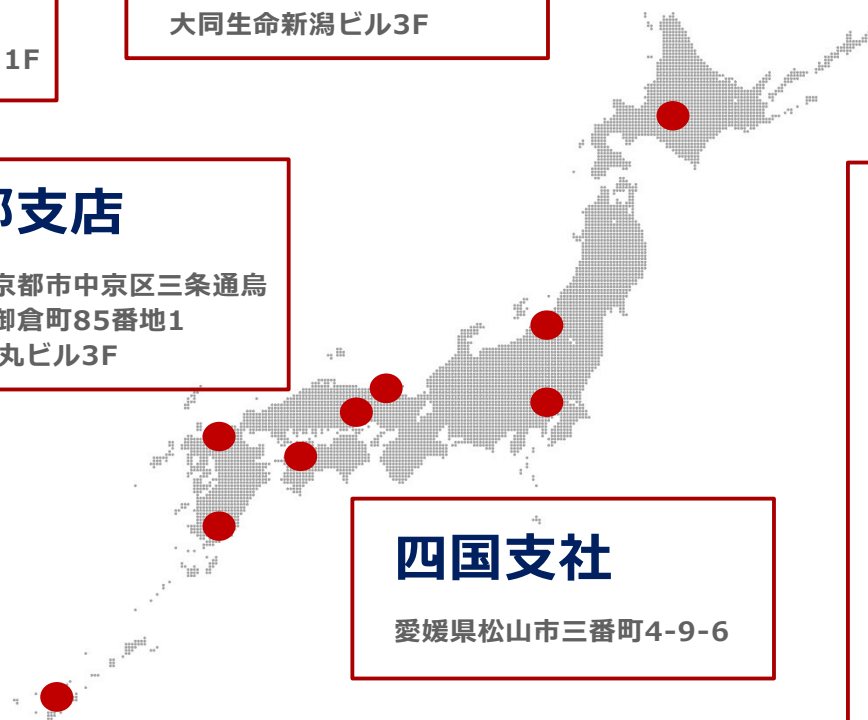 1F
大同生命新潟ビル3F
支店
京都市中京区三条通烏
御倉町85番地1
丸ビル3F
四国支社
愛媛県松山市三番町4-9-6